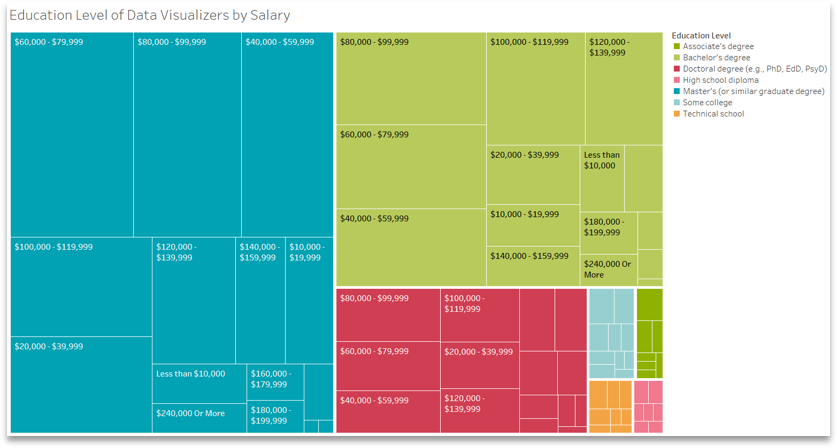 Education Level of Data Visualizers by Salary
$60,000 - $79,999
$80,000 - $99,999
$40,000 - $59,999
$100,000 - $119,999
$120,000 -
$139,999
$140,000 -
$159,999
$10,000 -
$19,999
$20,000 - $39,999
Less than $10,000
$160,000 -
$179,999
$240,000 Or More
$180,000 -
$199,999
$80,000 - $99,999
$100,000 - $119,999
$120,000 -
$139,999
$60,000 - $79,999
$20,000 - $39,999
Less than
$10,000
$40,000 - $59,999
$10,000 - $19,999
$180,000 -
$199,999
$140,000 - $159,999
$240,000 Or
More
$80,000 - $99,999
$100,000 -
$119,999
$60,000 - $79,999
$20,000 - $39,999
$40,000 - $59,999
$120,000 -
$139,999
Education Level
Associate's degree
Bachelor's degree
Doctoral degree (e.g., PhD, EdD, PsyD)
High school diploma
Master's (or similar graduate degree)
Some college
Technical school